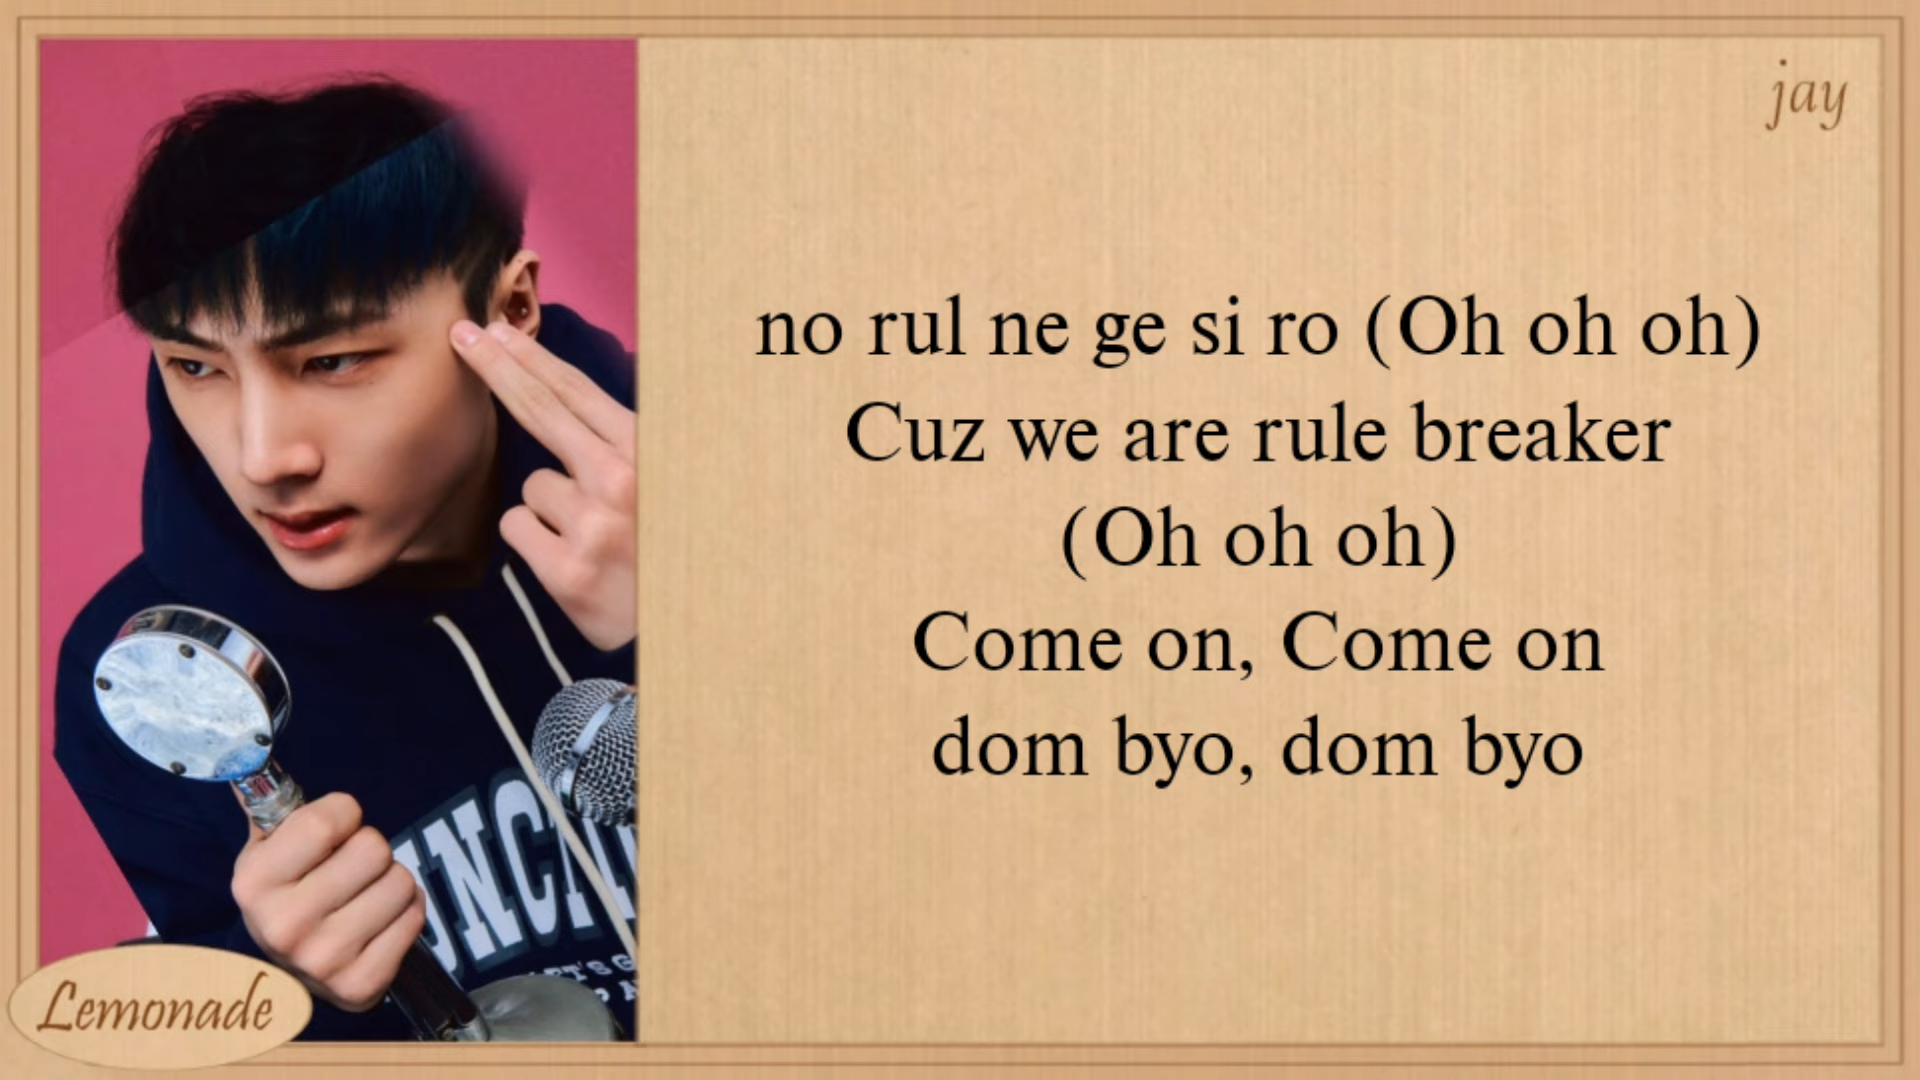 jay
no rul ne ge si ro (Oh oh oh)
Cuz we are rule breaker
(Oh oh oh)
Come on, Come on
dom byo, dom byo
Lemonade